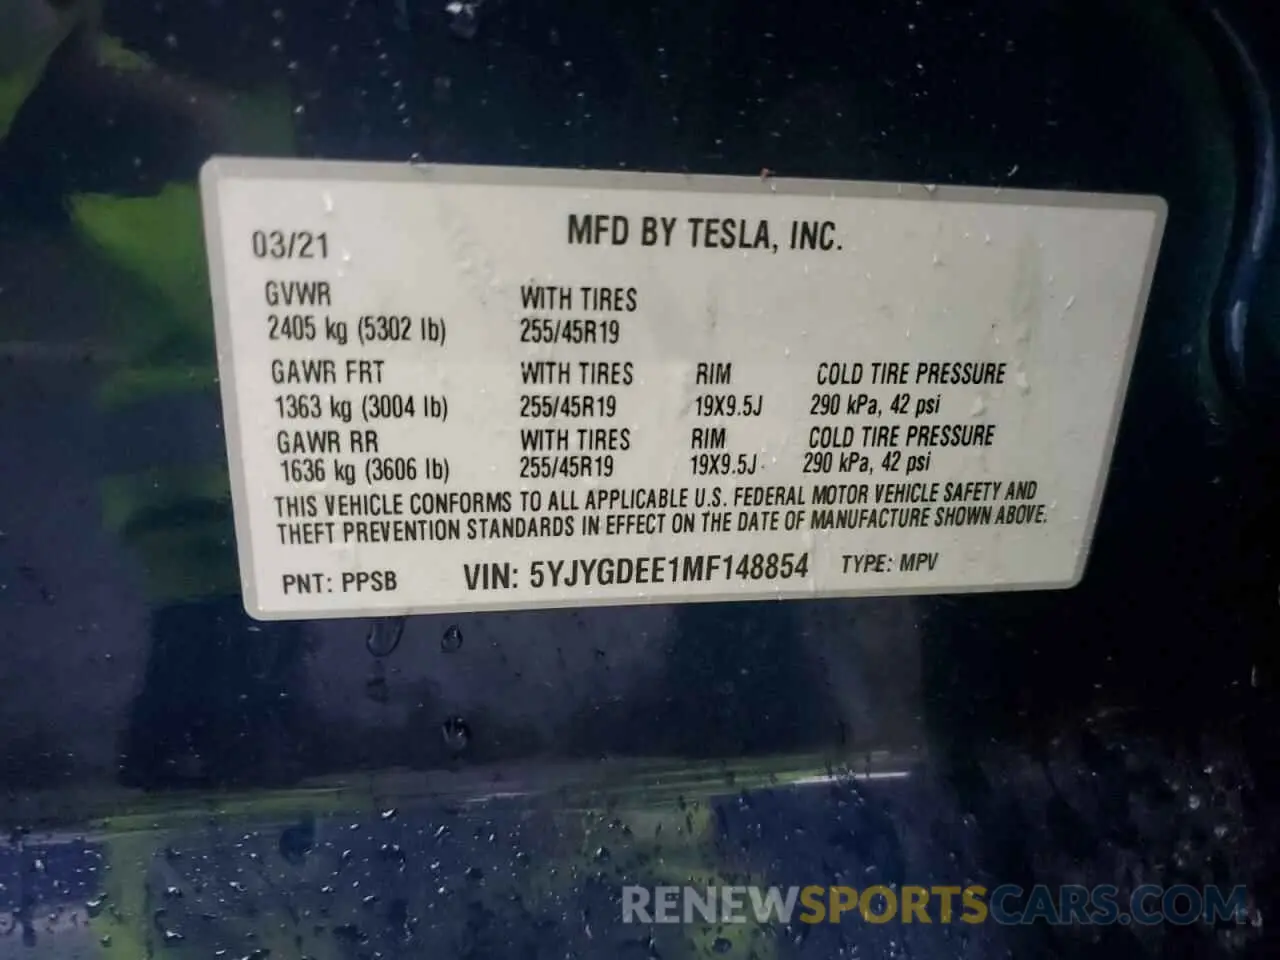 03/21 MFD BY TESLA, INC.
GVWR WITH TIRES
2405 kg (5302 lb) 255/45R19
GAWR FRT WITH TIRES RIM COLD TIRE PRESSURE
1363 kg (3004 lb) 255/45R19 19X9.5J 290 kPa, 42 psi
GAWR RR WITH TIRES RIM COLD TIRE PRESSURE
1636 kg (3606 lb) 255/45R19 19X9.5J 290 kPa, 42 psi
THIS VEHICLE CONFORMS TO ALL APPLICABLE U.S. FEDERAL MOTOR VEHICLE SAFETY AND
THEFT PREVENTION STANDARDS IN EFFECT ON THE DATE OF MANUFACTURE SHOWN ABOVE.
PNT: PPSB VIN: 5YJYGDEE1MF148854 TYPE: MPV
RENEWSPORTSCARS.COM